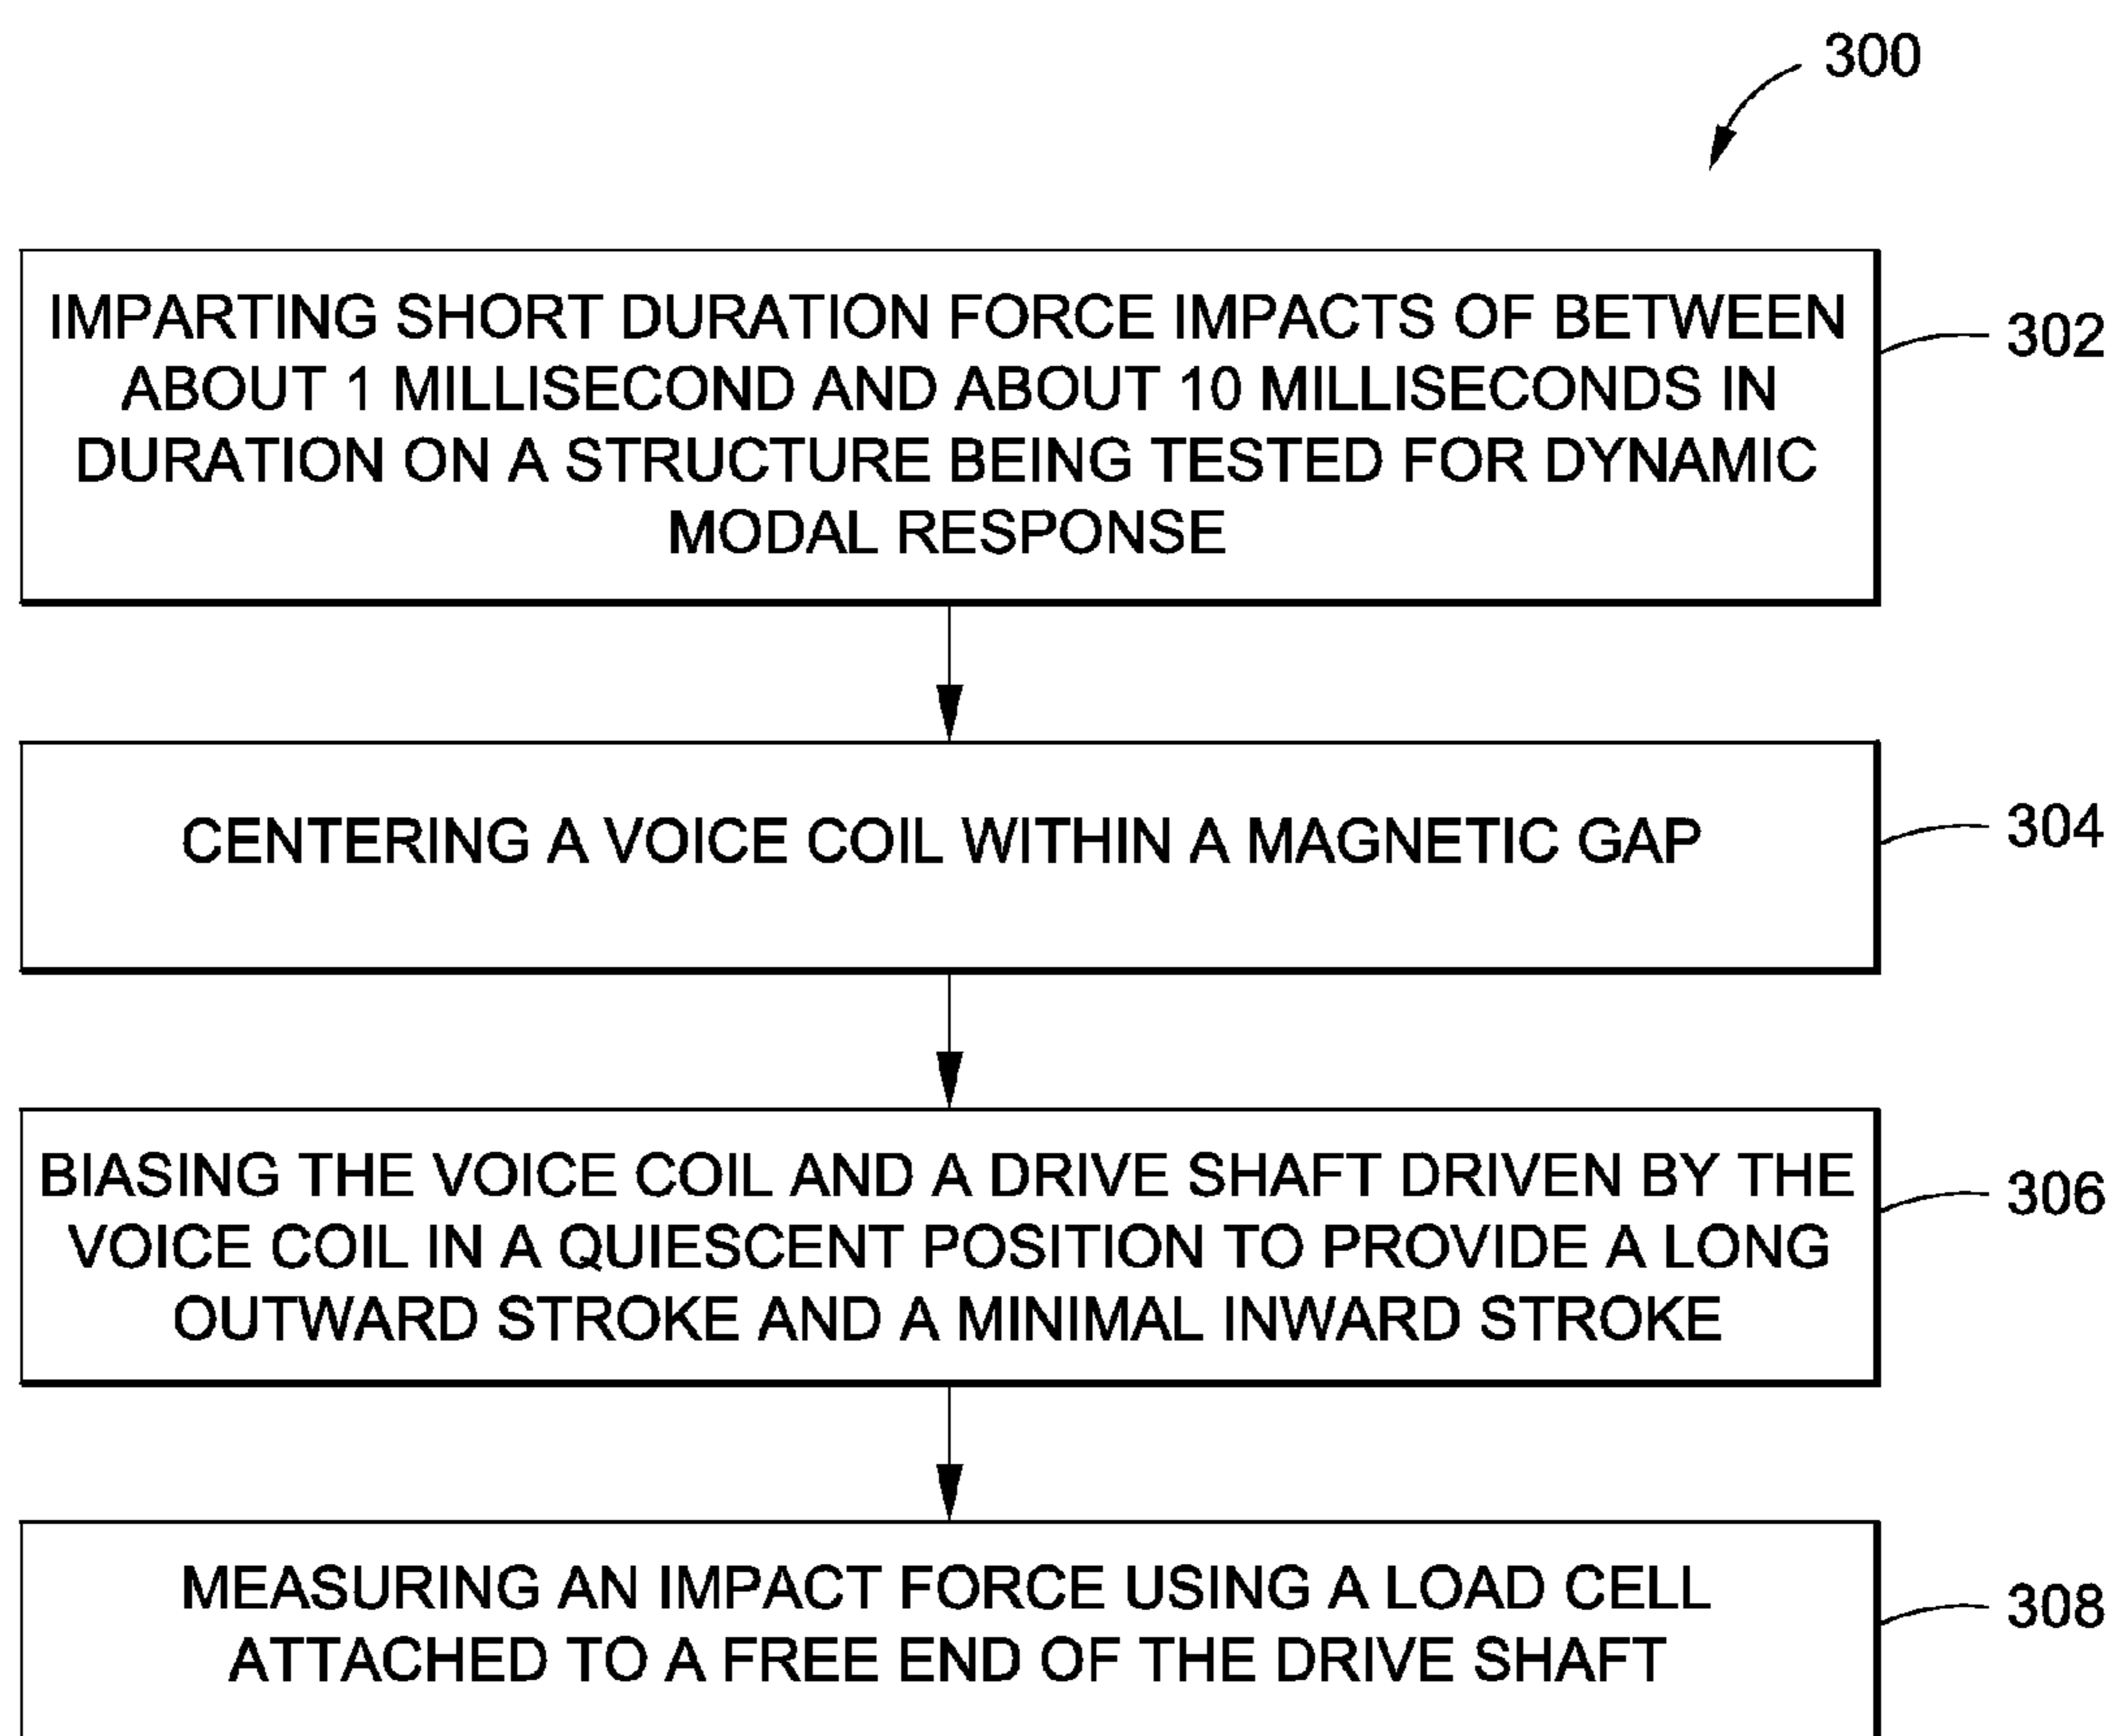 300
IMPARTING SHORT DURATION FORCE IMPACTS OF BETWEEN
ABOUT 1 MILLISECOND AND ABOUT 10 MILLISECONDS IN
DURATION ON A STRUCTURE BEING TESTED FOR DYNAMIC
MODAL RESPONSE
302
CENTERING A VOICE COIL WITHIN A MAGNETIC GAP
304
BIASING THE VOICE COIL AND A DRIVE SHAFT DRIVEN BY THE
VOICE COIL IN A QUIESCENT POSITION TO PROVIDE A LONG
OUTWARD STROKE AND A MINIMAL INWARD STROKE
306
MEASURING AN IMPACT FORCE USING A LOAD CELL
ATTACHED TO A FREE END OF THE DRIVE SHAFT
308